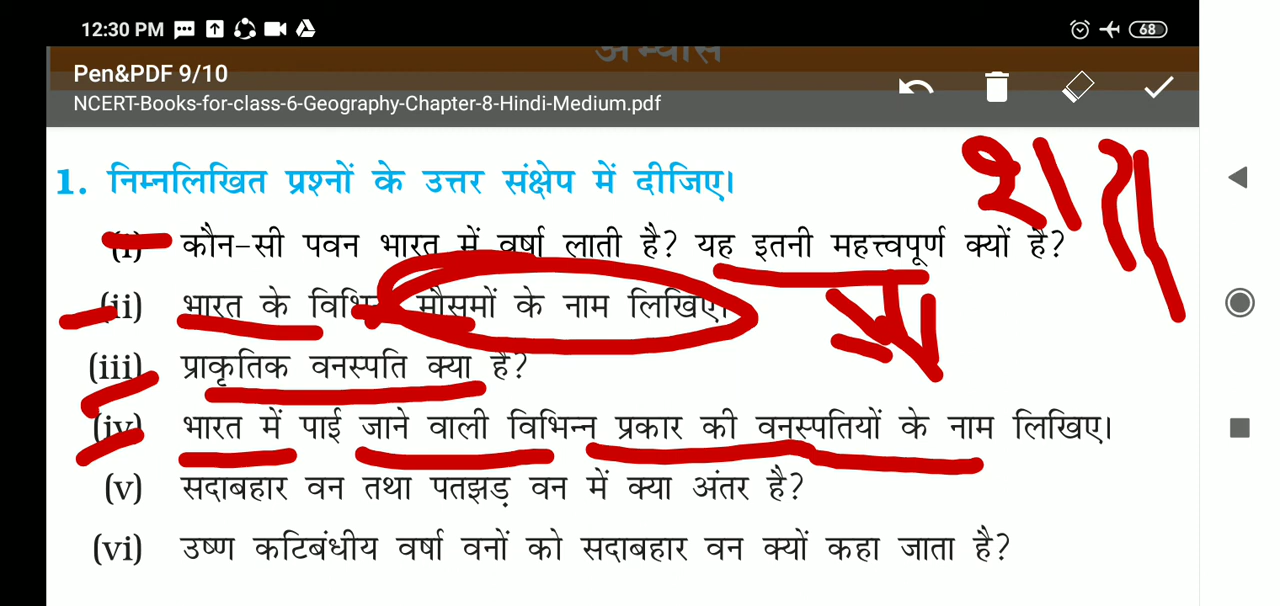 12:30 PM 68
अभ्यास
Pen&PDF 9/10
NCERT-Books-for-class-6-Geography-Chapter-8-Hindi-Medium.pdf
1. निम्नलिखित प्रश्नों के उत्तर संक्षेप में दीजिए।
(i) कौन-सी पवन भारत में वर्षा लाती है? यह इतनी महत्त्वपूर्ण क्यों है?
(ii) भारत के विभिन्न मौसमों के नाम लिखिए।
(iii) प्राकृतिक वनस्पति क्या है?
(iv) भारत में पाई जाने वाली विभिन्न प्रकार की वनस्पतियों के नाम लिखिए।
(v) सदाबहार वन तथा पतझड़ वन में क्या अंतर है?
(vi) उष्ण कटिबंधीय वर्षा वनों को सदाबहार वन क्यों कहा जाता है?